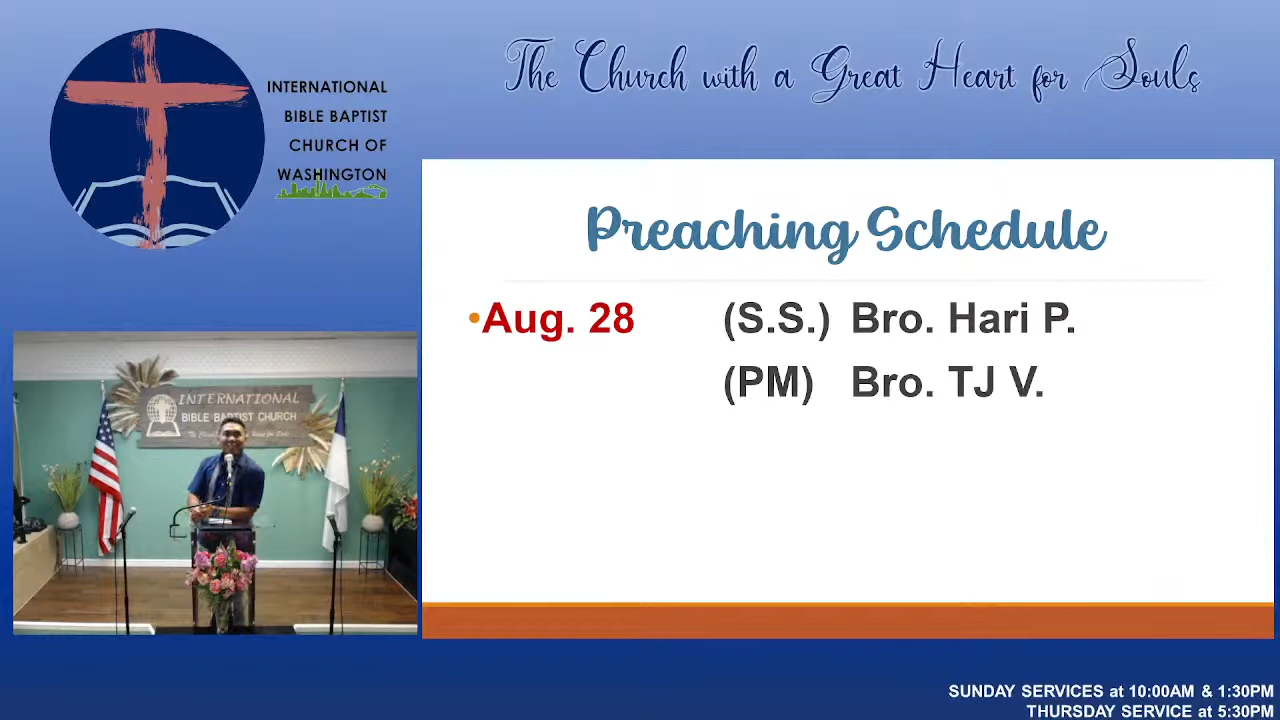 The Church with a Great Heart for Souls
INTERNATIONAL
BIBLE BAPTIST
CHURCH OF
WASHINGTON
Preaching Schedule
•Aug. 28 (S.S.) Bro. Hari P.
(PM) Bro. TJ V.
INTERNATIONAL
BIBLE BAPTIST CHURCH
SUNDAY SERVICES at 10:00AM & 1:30PM
THURSDAY SERVICE at 5:30PM